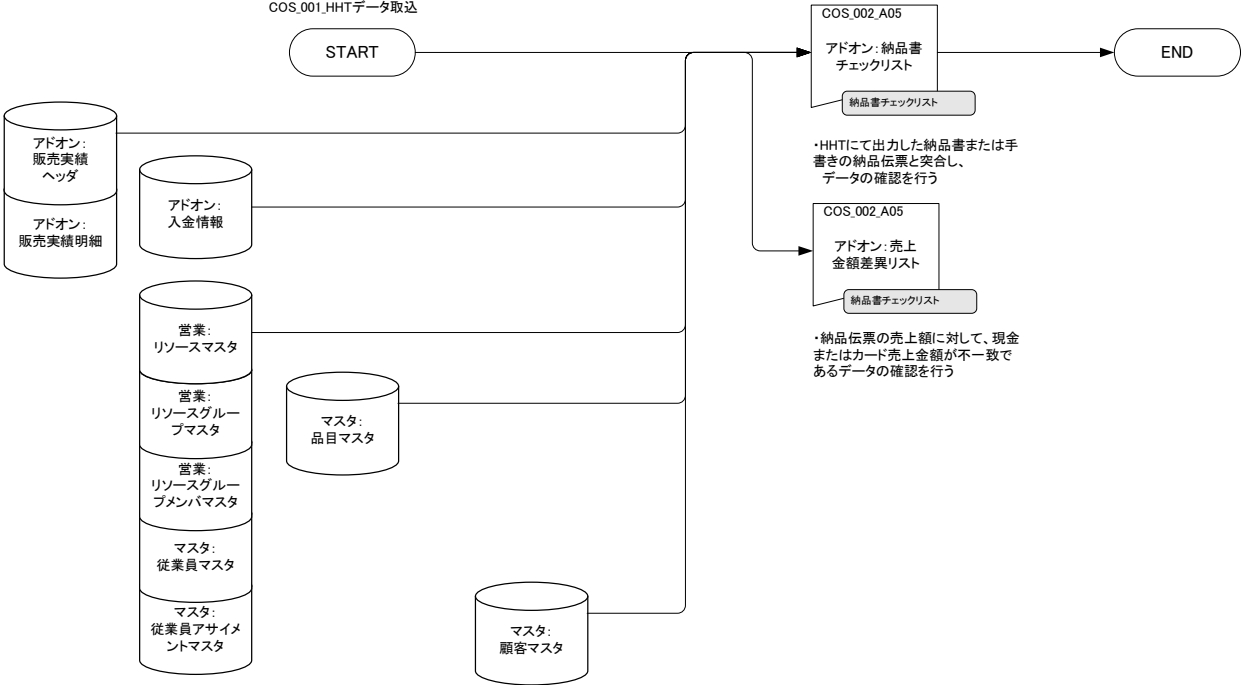 COS_001_HHTデータ取込
START
COS_002_A05
アドオン：納品書
チェックリスト
納品書チェックリスト
END
・HHTにて出力した納品書または手
書きの納品伝票と突合し、
データの確認を行う
アドオン：
販売実績
ヘッダ
アドオン：
販売実績明細
アドオン：
入金情報
COS_002_A05
アドオン：売上
金額差異リスト
納品書チェックリスト
・納品伝票の売上額に対して、現金
またはカード売上金額が不一致で
あるデータの確認を行う
営業：
リソースマスタ
営業：
リソースグルー
プマスタ
営業：
リソースグルー
プメンバマスタ
マスタ：
従業員マスタ
マスタ：
従業員アサイメ
ントマスタ
マスタ：
品目マスタ
マスタ：
顧客マスタ